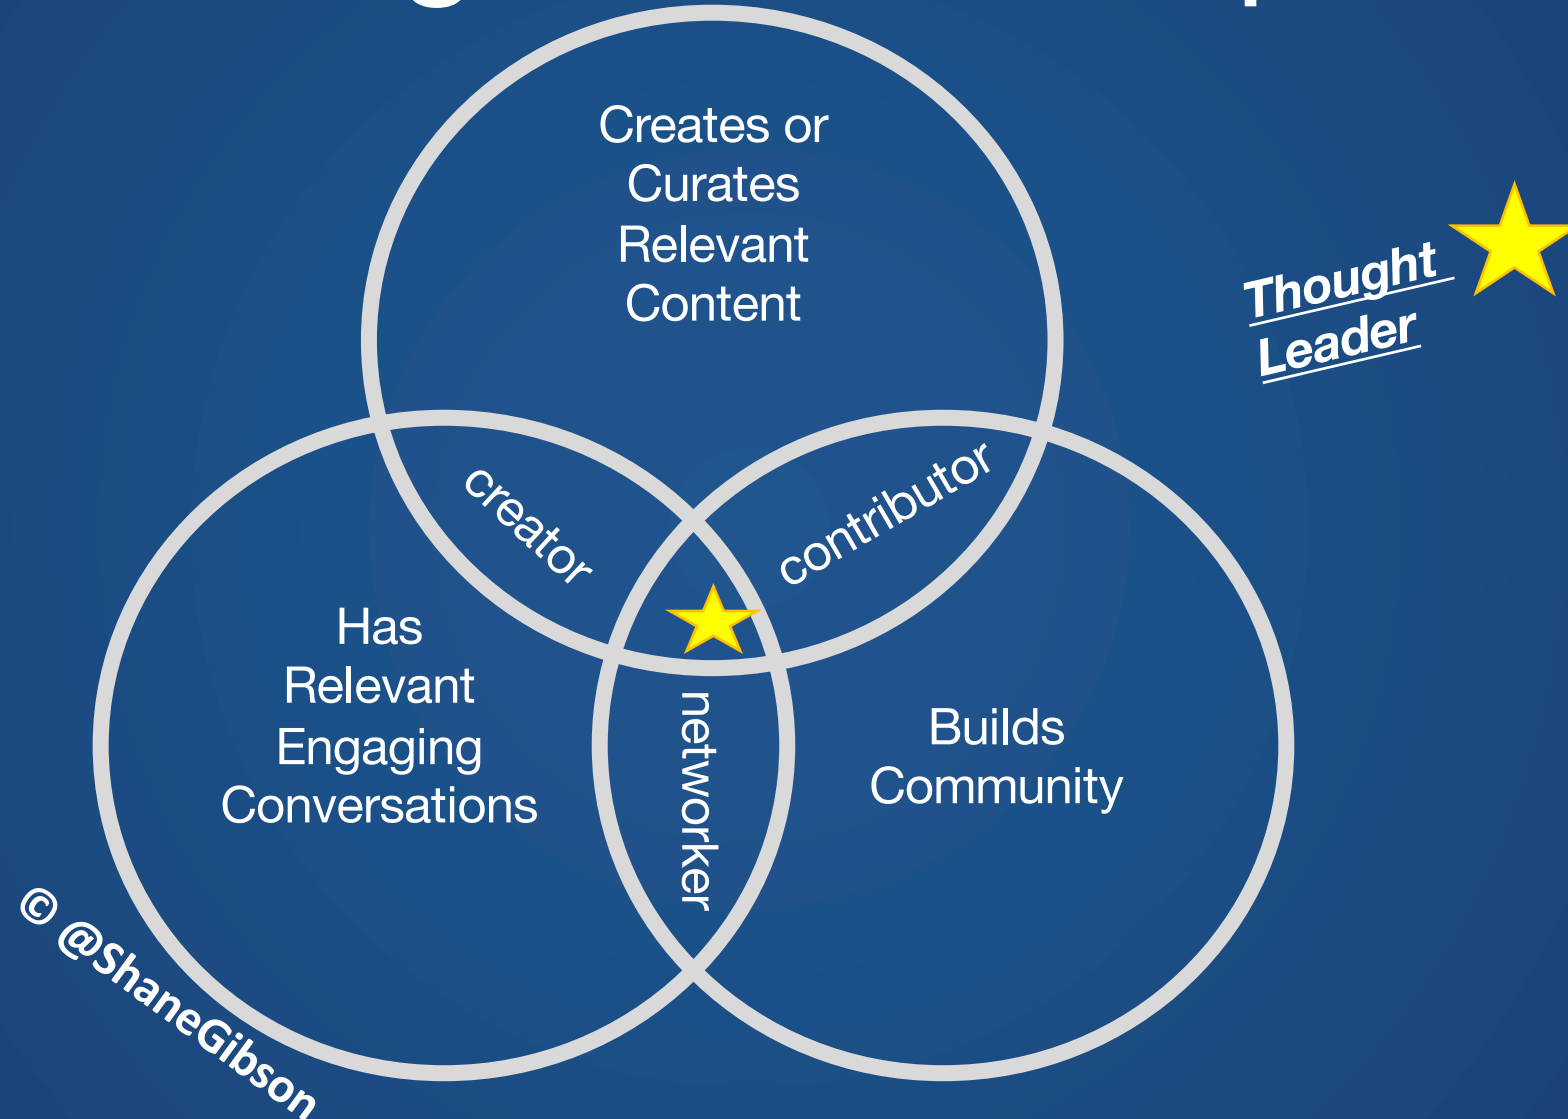 Creates or
Curates
Relevant
Content
Thought
Leader
creator
contributor
Has
Relevant
Engaging
Conversations
networker
Builds
Community
© @ShaneGibson